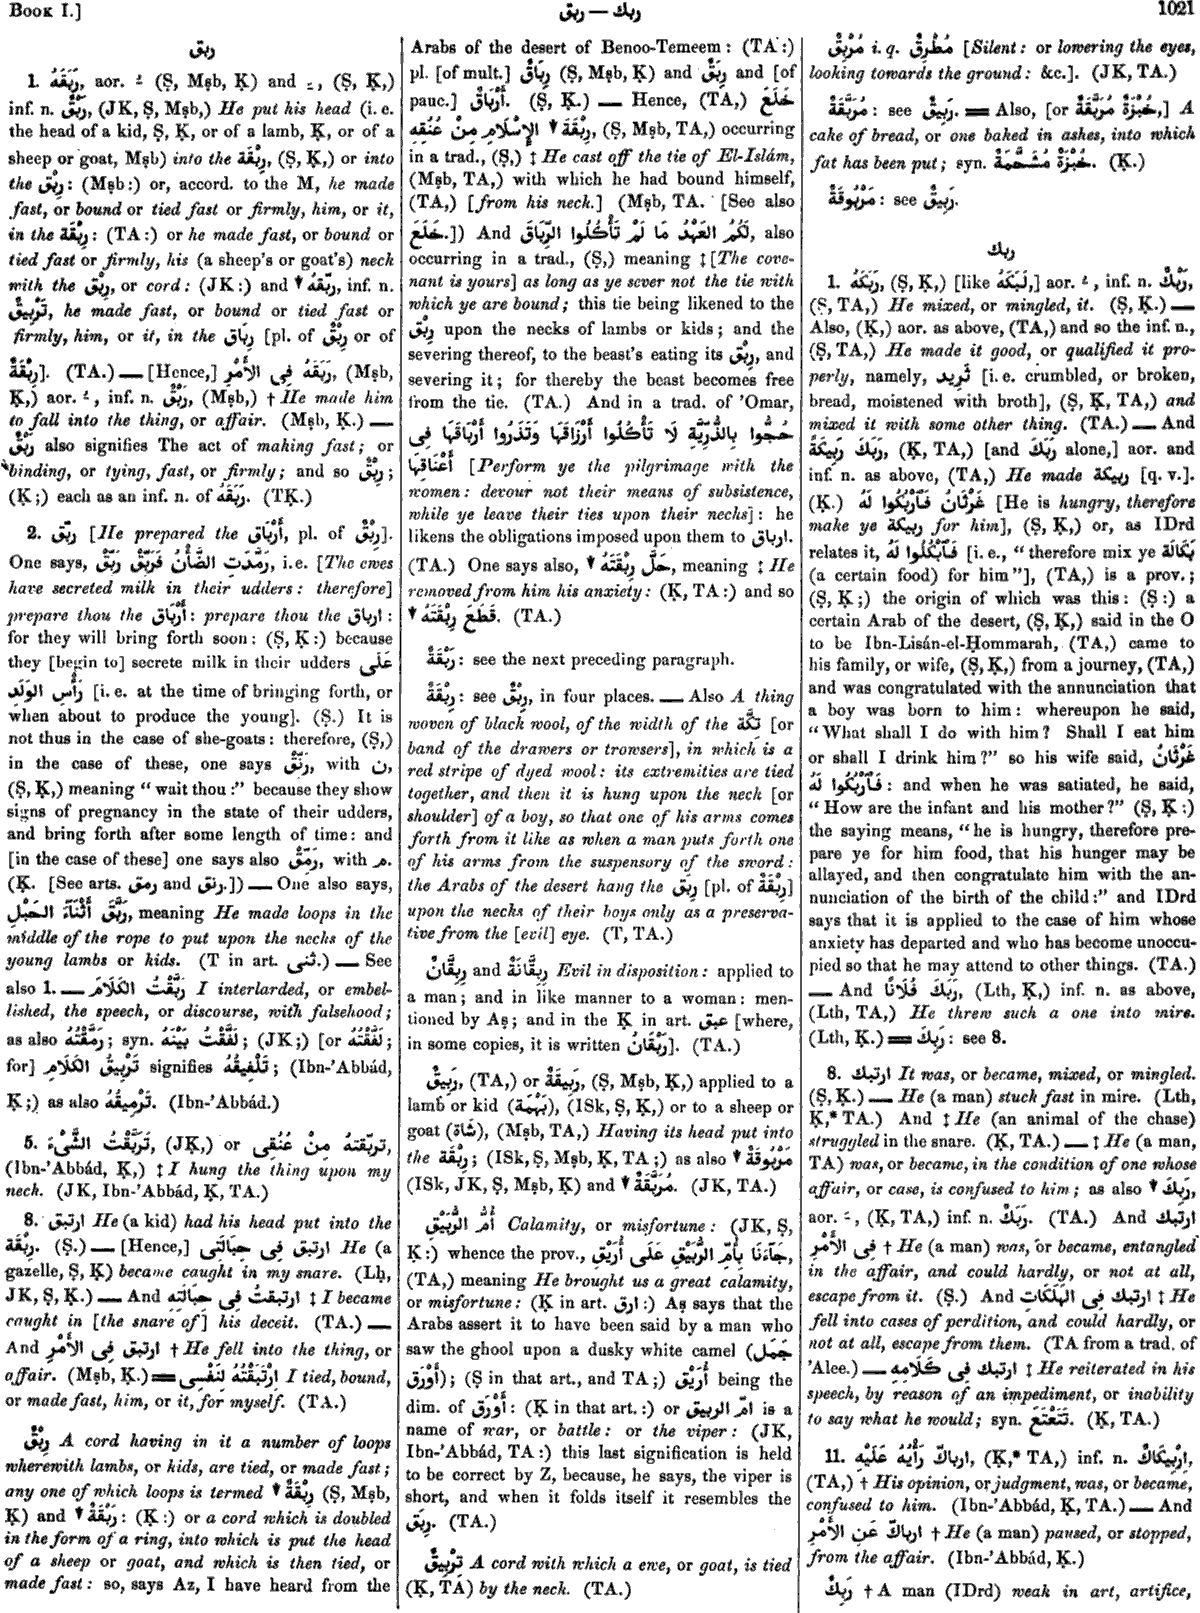 BOOK I.]
ربق — ربك
1021
ربق
1. رَبَقَهُ, aor. ـُ (Ṣ, Mṣb, Ḳ) and ـِ, (Ṣ, Ḳ,)
inf. n. رَبْقٌ, (JK, Ṣ, Mṣb,) He put his head (i. e.
the head of a kid, Ṣ, Ḳ, or of a lamb, Ḳ, or of a
sheep or goat, Mṣb) into the رِبْقَة, (Ṣ, Ḳ,) or into
the رِبْق: (Mṣb:) or, accord. to the M, he made
fast, or bound or tied fast or firmly, him, or it,
in the رِبْقَة: (TA:) or he made fast, or bound or
tied fast or firmly, his (a sheep's or goat's) neck
with the رِبْق, or cord: (JK:) and ↓ رَبَّقَهُ, inf. n.
تَرْبِيقٌ, he made fast, or bound or tied fast or
firmly, him, or it, in the رِبَاق [pl. of رِبْقٌ or of
رِبْقَةٌ]. (TA.) — [Hence,] رَبَقَهُ فِى الأَمْرِ, (Mṣb,
Ḳ,) aor. ـُ, inf. n. رَبْقٌ, (Mṣb,) † He made him
to fall into the thing, or affair. (Mṣb, Ḳ.) —
رَبْقٌ also signifies The act of making fast; or
binding, or tying, fast, or firmly; and so رِبْقٌ;
(Ḳ;) each as an inf. n. of رَبَقَهُ. (TḲ.)
2. رَبَّق [He prepared the أَرْبَاق, pl. of رِبْقٌ].
One says, رَمَّدَتِ الضَّأْنُ فَرَبِّقْ رَبِّقْ, i. e. [The ewes
have secreted milk in their udders: therefore]
prepare thou the أَرْبَاق: prepare thou the ارباق:
for they will bring forth soon: (Ṣ, Ḳ:) because
they [begin to] secrete milk in their udders عَلَى
رَأْسِ الوَلَدِ [i. e. at the time of bringing forth, or
when about to produce the young]. (Ṣ.) It is
not thus in the case of she-goats: therefore, (Ṣ,)
in the case of these, one says رَنِّقْ, with ن,
(Ṣ, Ḳ,) meaning “wait thou:” because they show
signs of pregnancy in the state of their udders,
and bring forth after some length of time: and
[in the case of these] one says also رَمِّقْ, with م.
(Ḳ. [See arts. رمق and رنق.]) — One also says,
رَبَّقَ أَثْنَآءَ الحَبْلِ, meaning He made loops in the
middle of the rope to put upon the necks of the
young lambs or kids. (T in art. ثنى.) — See
also 1. — رَبَّقْتُ الكَلَامَ I interlarded, or embel-
lished, the speech, or discourse, with falsehood;
as also رَمَّقْتُهُ; syn. لَفَّقْتُ بَيْنَهُ; (JK;) [or لَفَّقْتُهُ;
for] تَرْبِيقُ الكَلَامِ signifies تَلْفِيقُهُ; (Ibn-'Abbád,
Ḳ;) as also تَرْمِيقُهُ. (Ibn-'Abbád.)
5. تَرَبَّقْتُ الشَّىْءَ, (JḲ,) or تربّقته مِنْ عُنُقِى,
(Ibn-'Abbád, Ḳ,) ‡ I hung the thing upon my
neck. (JK, Ibn-'Abbád, Ḳ, TA.)
8. ارتبق He (a kid) had his head put into the
رِبْقَة. (Ṣ.) — [Hence,] ارتبق فِى حِبَالَتِى He (a
gazelle, Ṣ, Ḳ) became caught in my snare. (Lḥ,
JK, Ṣ, Ḳ.) — And ارتبقتُ فِى حِبَالَتِهِ ‡ I became
caught in [the snare of] his deceit. (TA.) —
And ارتبق فِى الأَمْرِ † He fell into the thing, or
affair. (Mṣb, Ḳ.) = ارْتَبَقْتُهُ لِنَفْسِى I tied, bound,
or made fast, him, or it, for myself. (TA.)
رِبْقٌ A cord having in it a number of loops
wherewith lambs, or kids, are tied, or made fast;
any one of which loops is termed ↓ رِبْقَةٌ (Ṣ, Mṣb,
Ḳ) and ↓ رَبْقَةٌ: (Ḳ:) or a cord which is doubled
in the form of a ring, into which is put the head
of a sheep or goat, and which is then tied, or
made fast: so, says Az, I have heard from the
Arabs of the desert of Benoo-Temeem: (TA:)
pl. [of mult.] رِبَاقٌ (Ṣ, Mṣb, Ḳ) and رِبَقٌ and [of
pauc.] أَرْبَاقٌ. (Ṣ, Ḳ.) — Hence, (TA,) خَلَعَ
رِبْقَةَ ↓ الإِسْلَامِ مِنْ عُنُقِهِ, (Ṣ, Mṣb, TA,) occurring
in a trad., (Ṣ,) ‡ He cast off the tie of El-Islám,
(Mṣb, TA,) with which he had bound himself,
(TA,) [from his neck.] (Mṣb, TA. [See also
خَلَعَ.]) And لَكُمُ العَهْدُ مَا لَمْ تَأْكُلُوا الرِّبَاقَ, also
occurring in a trad., (Ṣ,) meaning ‡ [The cove-
nant is yours] as long as ye sever not the tie with
which ye are bound; this tie being likened to the
رِبْق upon the necks of lambs or kids; and the
severing thereof, to the beast's eating its رِبْق, and
severing it; for thereby the beast becomes free
from the tie. (TA.) And in a trad. of 'Omar,
حُجُّوا بِالذُّرِّيَّةِ لَا تَأْكُلُوا أَرْزَاقَهَا وَتَذَرُوا أَرْبَاقَهَا فِى
أَعْنَاقِهَا [Perform ye the pilgrimage with the
women: devour not their means of subsistence,
while ye leave their ties upon their necks]: he
likens the obligations imposed upon them to ارباق.
(TA.) One says also, ↓ حَلَّ رِبْقَتَهُ, meaning ‡ He
removed from him his anxiety: (Ḳ, TA:) and so
↓ قَطَعَ رِبْقَتَهُ. (TA.)
رَبْقَةٌ: see the next preceding paragraph.
رِبْقَةٌ: see رِبْقٌ, in four places. — Also A thing
woven of black wool, of the width of the تِكَّة [or
band of the drawers or trowsers], in which is a
red stripe of dyed wool: its extremities are tied
together, and then it is hung upon the neck [or
shoulder] of a boy, so that one of his arms comes
forth from it like as when a man puts forth one
of his arms from the suspensory of the sword:
the Arabs of the desert hang the رِبَق [pl. of رِبْقَةٌ]
upon the necks of their boys only as a preserva-
tive from the [evil] eye. (T, TA.)
رِبِقَّانَةٌ and رِبِقَّانٌ Evil in disposition: applied to
a man; and in like manner to a woman: men-
tioned by Aṣ; and in the Ḳ in art. عبق [where,
in some copies, it is written رَبْقَانٌ]. (TA.)
رَبِيقٌ, (TA,) or رَبِيقَةٌ, (Ṣ, Mṣb, Ḳ,) applied to a
lamb or kid (بَهْمَة), (ISk, Ṣ, Ḳ,) or to a sheep or
goat (شَاة), (Mṣb, TA,) Having its head put into
the رِبْقَة; (ISk, Ṣ, Mṣb, Ḳ, TA;) as also ↓ مَرْبُوقَةٌ
(ISk, JK, Ṣ, Mṣb, Ḳ) and ↓ مُرَبَّقَةٌ. (JK, TA.)
أُمُّ الرُّبَيْقِ Calamity, or misfortune: (JK, Ṣ,
Ḳ:) whence the prov., جَآءَنَا بِأُمِّ الرُّبَيْقِ عَلَى أُرَيْقٍ,
(TA,) meaning He brought us a great calamity,
or misfortune: (Ḳ in art. ارق:) Aṣ says that the
Arabs assert it to have been said by a man who
saw the ghool upon a dusky white camel (جَمَل
أَوْرَق); (Ṣ in that art., and TA;) أُرَيْق being the
dim. of أَوْرَق: (Ḳ in that art.:) or امّ الربيق is a
name of war, or battle: or the viper: (JK,
Ibn-'Abbád, TA:) this last signification is held
to be correct by Z, because, he says, the viper is
short, and when it folds itself it resembles the
رِبَق. (TA.)
تِرْبِيقٌ A cord with which a ewe, or goat, is tied
(Ḳ, TA) by the neck. (TA.)
مُرْبِقٌ i. q. مُطْرِقٌ [Silent: or lowering the eyes,
looking towards the ground: &c.]. (JK, TA.)
مُرَبَّقَةٌ: see رَبِيقٌ. = Also, [or خُبْزَةٌ مُرَبَّقَةٌ,] A
cake of bread, or one baked in ashes, into which
fat has been put; syn. خُبْزَةٌ مُشَحَّمَةٌ. (Ḳ.)
مَرْبُوقَةٌ: see رَبِيقٌ.
ربك
1. رَبَكَهُ, (Ṣ, Ḳ,) [like لَبَكَهُ,] aor. ـُ, inf. n. رَبْكٌ,
(Ṣ, TA,) He mixed, or mingled, it. (Ṣ, Ḳ.) —
Also, (Ḳ,) aor. as above, (TA,) and so the inf. n.,
(Ṣ, TA,) He made it good, or qualified it pro-
perly, namely, ثَرِيد [i. e. crumbled, or broken,
bread, moistened with broth], (Ṣ, Ḳ, TA,) and
mixed it with some other thing. (TA.) — And
رَبَكَ رَبِيكَةً, (Ḳ, TA,) [and رَبَكَ alone,] aor. and
inf. n. as above, (TA,) He made ربيكة [q. v.].
(Ḳ.) غَرْثَانُ فَٱرْبُكُوا لَهُ [He is hungry, therefore
make ye ربيكة for him], (Ṣ, Ḳ,) or, as IDrd
relates it, فَٱبْكُلُوا لَهُ [i. e., “therefore mix ye بَكَالَة
(a certain food) for him”], (TA,) is a prov.;
(Ṣ, Ḳ;) the origin of which was this: (Ṣ:) a
certain Arab of the desert, (Ṣ, Ḳ,) said in the O
to be Ibn-Lisán-el-Ḥommarah, (TA,) came to
his family, or wife, (Ṣ, Ḳ,) from a journey, (TA,)
and was congratulated with the annunciation that
a boy was born to him: whereupon he said,
“What shall I do with him? Shall I eat him
or shall I drink him?” so his wife said, غَرْثَانُ
فَٱرْبُكُوا لَهُ: and when he was satiated, he said,
“How are the infant and his mother?” (Ṣ, Ḳ:)
the saying means, “he is hungry, therefore pre-
pare ye for him food, that his hunger may be
allayed, and then congratulate him with the an-
nunciation of the birth of the child:” and IDrd
says that it is applied to the case of him whose
anxiety has departed and who has become unoccu-
pied so that he may attend to other things. (TA.)
— And رَبَكَ فُلَانًا, (Lth, Ḳ,) inf. n. as above,
(Lth, TA,) He threw such a one into mire.
(Lth, Ḳ.) = رَبِكَ: see 8.
8. ارتبك It was, or became, mixed, or mingled.
(Ṣ, Ḳ.) — He (a man) stuck fast in mire. (Lth,
Ḳ,* TA.) And ‡ He (an animal of the chase)
struggled in the snare. (Ḳ, TA.) — ‡ He (a man,
TA) was, or became, in the condition of one whose
affair, or case, is confused to him; as also ↓ رَبِكَ,
aor. ـَ, (Ḳ, TA,) inf. n. رَبَكٌ. (TA.) And ارتبك
فِى الأَمْرِ † He (a man) was, or became, entangled
in the affair, and could hardly, or not at all,
escape from it. (Ṣ.) And ارتبك فِى الهَلَكَاتِ ‡ He
fell into cases of perdition, and could hardly, or
not at all, escape from them. (TA from a trad. of
'Alee.) — ارتبك فِى كَلَامِهِ ‡ He reiterated in his
speech, by reason of an impediment, or inability
to say what he would; syn. تَتَعْتَعَ. (Ḳ, TA.)
11. ارباكّ رَأْيُهُ عَلَيْهِ, (Ḳ,* TA,) inf. n. اِرْبِيكَاكٌ,
(TA,) † His opinion, or judgment, was, or became,
confused to him. (Ibn-'Abbád, Ḳ, TA.) — And
ارباكّ عَنِ الأَمْرِ † He (a man) paused, or stopped,
from the affair. (Ibn-'Abbád, Ḳ.)
رَبِكٌ † A man (IDrd) weak in art, artifice,